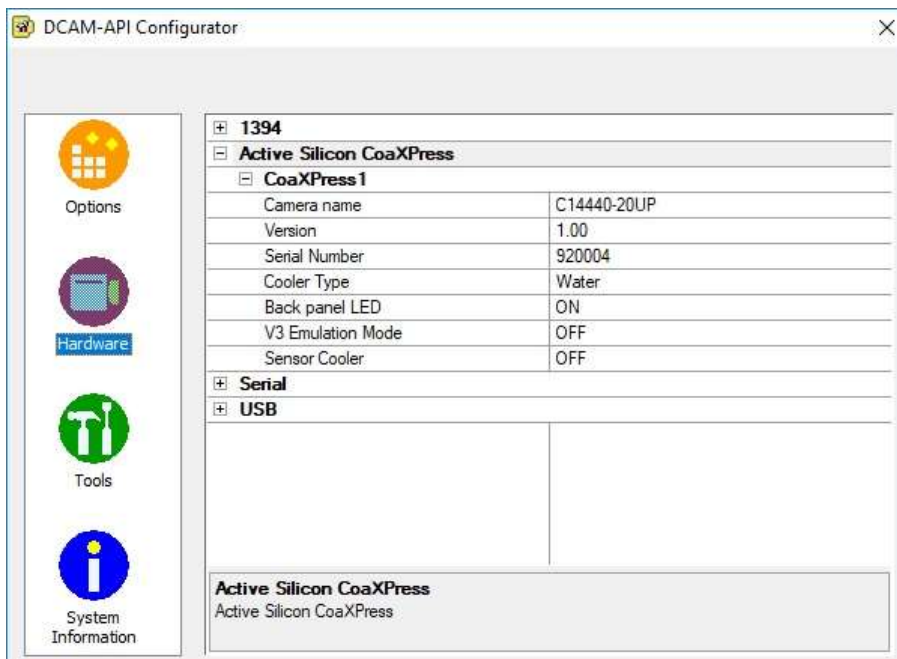 DCAM-API Configurator
Options
Hardware
Tools
System
Information
1394
Active Silicon CoaXPress
CoaXPress1
Camera name C14440-20UP
Version 1.00
Serial Number 920004
Cooler Type Water
Back panel LED ON
V3 Emulation Mode OFF
Sensor Cooler OFF
Serial
USB
Active Silicon CoaXPress
Active Silicon CoaXPress